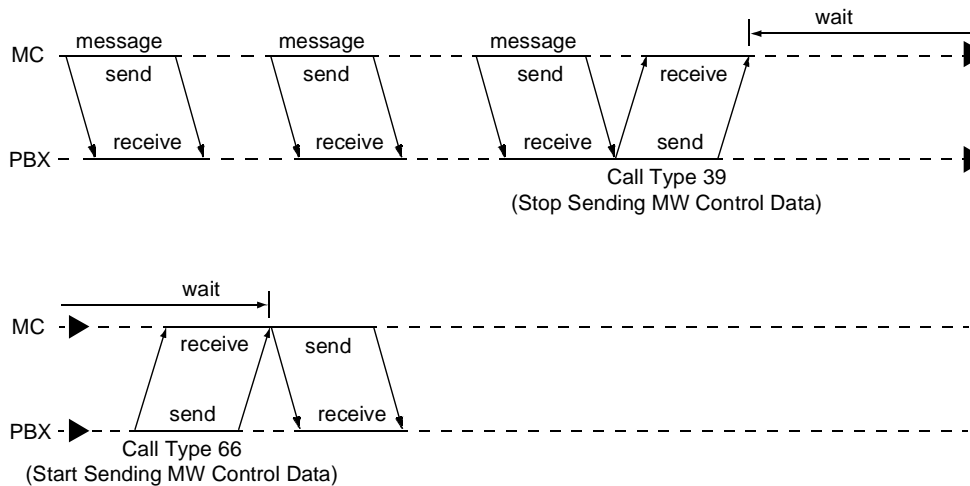 wait
message message message
MC
send send send receive
receive receive receive send
PBX
Call Type 39
(Stop Sending MW Control Data)
wait
MC
receive send
send receive
PBX
Call Type 66
(Start Sending MW Control Data)